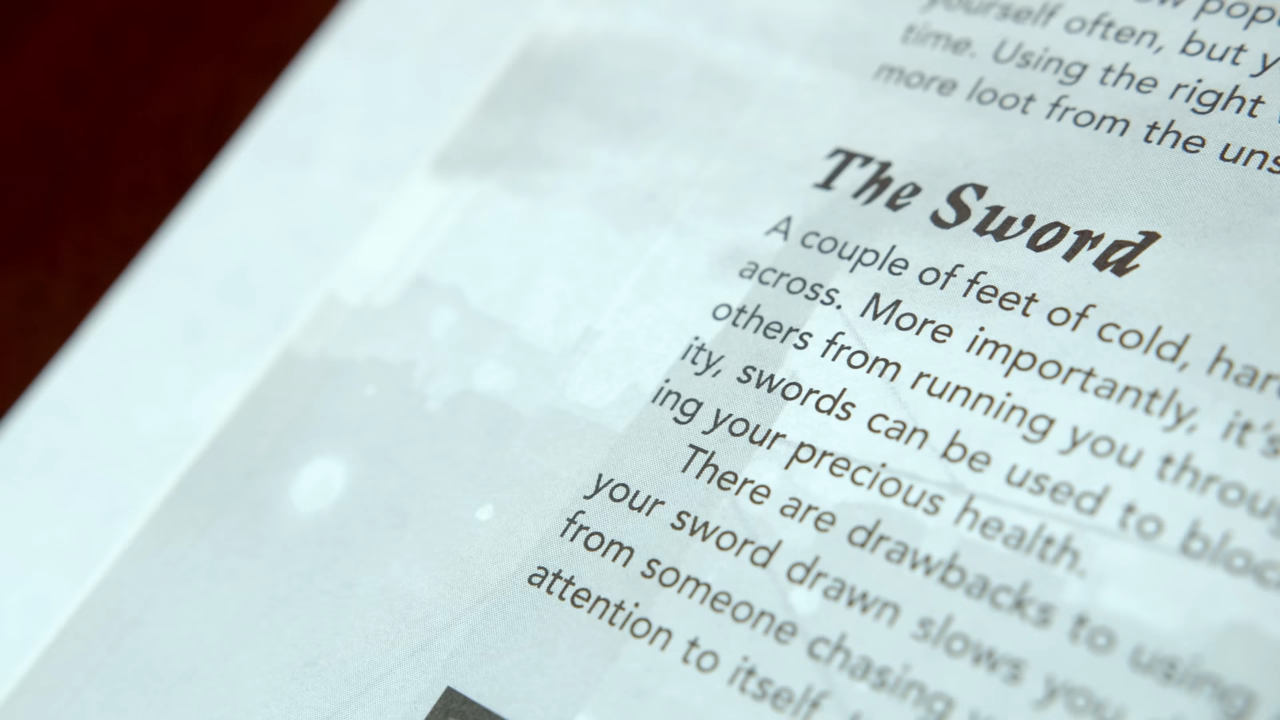 yourself often, but
time. Using the right
more loot from the uns
The Sword
A couple of feet of cold, har
across. More importantly, it's
others from running you throug
ity, swords can be used to bloc
ing your precious health.
There are drawbacks to using
your sword drawn slows you
from someone chasing
attention to itself.